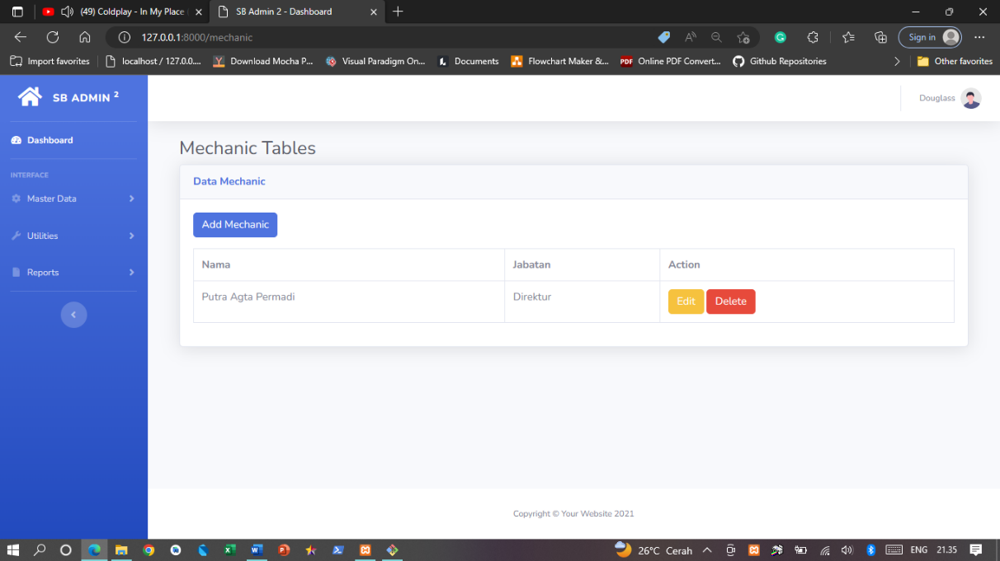 (49) Coldplay - In My Place
SB Admin 2 - Dashboard
127.0.0.1:8000/mechanic
Sign in
Import favorites
localhost / 127.0.0....
Download Mocha P...
Visual Paradigm On...
Documents
Flowchart Maker &...
PDF
Online PDF Convert...
Github Repositories
Other favorites
SB ADMIN 2
Douglass
Dashboard
Mechanic Tables
INTERFACE
Data Mechanic
Master Data
Add Mechanic
Utilities
Nama Jabatan Action
Reports
Putra Agta Permadi Direktur Edit Delete
Copyright © Your Website 2021
26°C Cerah
ENG
21.35